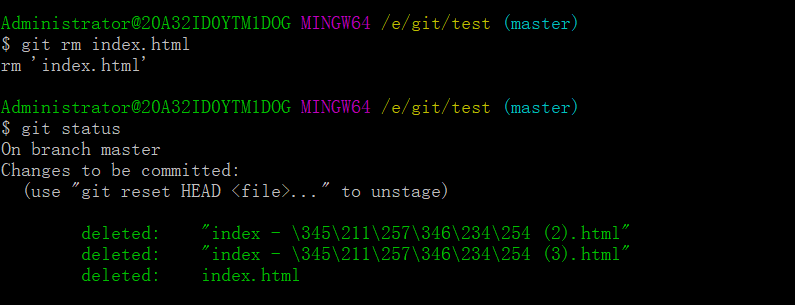 Administrator@20A32ID0YTM1DOG MINGW64 /e/git/test (master)
$ git rm index.html
rm 'index.html'
Administrator@20A32ID0YTM1DOG MINGW64 /e/git/test (master)
$ git status
On branch master
Changes to be committed:
  (use "git reset HEAD <file>..." to unstage)
        deleted:    "index - \345\211\257\346\234\254 (2).html"
        deleted:    "index - \345\211\257\346\234\254 (3).html"
        deleted:    index.html